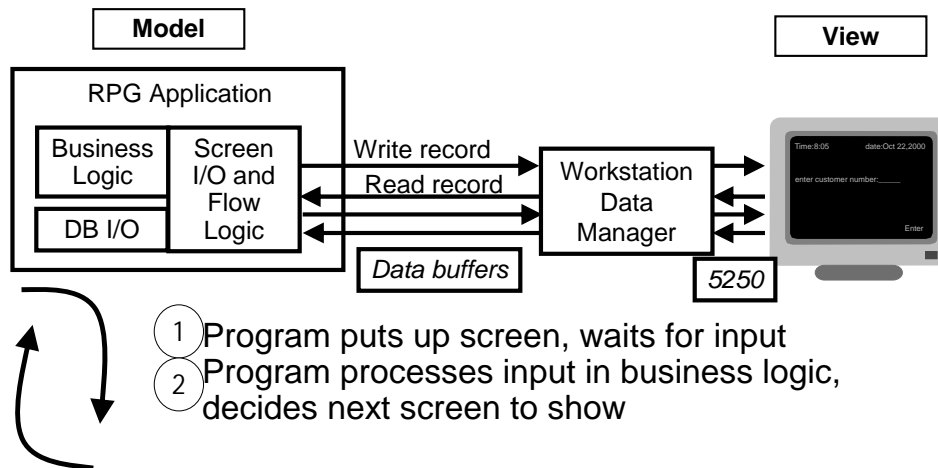 Model
View
RPG Application
Business
Logic
DB I/O
Screen
I/O and
Flow
Logic
Write record
Read record
Data buffers
Workstation
Data
Manager
5250
Time:8:05 date:Oct 22,2000
enter customer number:_____
Enter
1 Program puts up screen, waits for input
2 Program processes input in business logic,
decides next screen to show